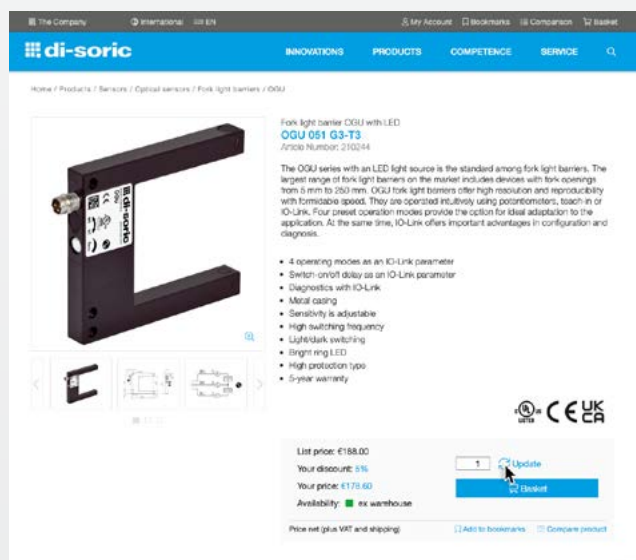 The Company International EN My Account Bookmarks Comparison Basket
di-soric INNOVATIONS PRODUCTS COMPETENCE SERVICE
Home / Products / Sensors / Optical sensors / Fork light barriers / OGU
Fork light barrier OGU with LED
OGU 051 G3-T3
Article Number: 210244
The OGU series with an LED light source is the standard among fork light barriers. The
largest range of fork light barriers on the market includes devices with fork openings
from 5 mm to 250 mm. OGU fork light barriers offer high resolution and reproducibility
with formidable speed. They are operated intuitively using potentiometers, teach-in or
IO-Link. Four preset operation modes provide the option for ideal adaptation to the
application. At the same time, IO-Link offers important advantages in configuration and
diagnosis.
• 4 operating modes as an IO-Link parameter
• Switch-on/off delay as an IO-Link parameter
• Diagnostics with IO-Link
• Metal casing
• Sensitivity is adjustable
• High switching frequency
• Light/dark switching
• Bright ring LED
• High protection type
• 5-year warranty
di-soric
OGU
c UL US LISTED CE UK CA
List price: €188.00
Your discount: 5%
Your price: €178.60
Availability: ex warehouse
1 Update
Basket
Price net (plus VAT and shipping) Add to bookmarks Compare product